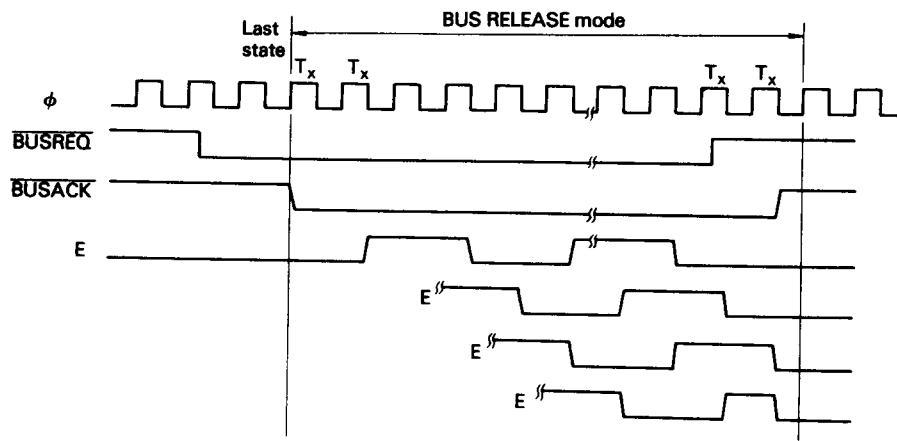 BUS RELEASE mode
Last
state
Tx Tx Tx Tx
φ
BUSREQ
BUSACK
E
E
E
E